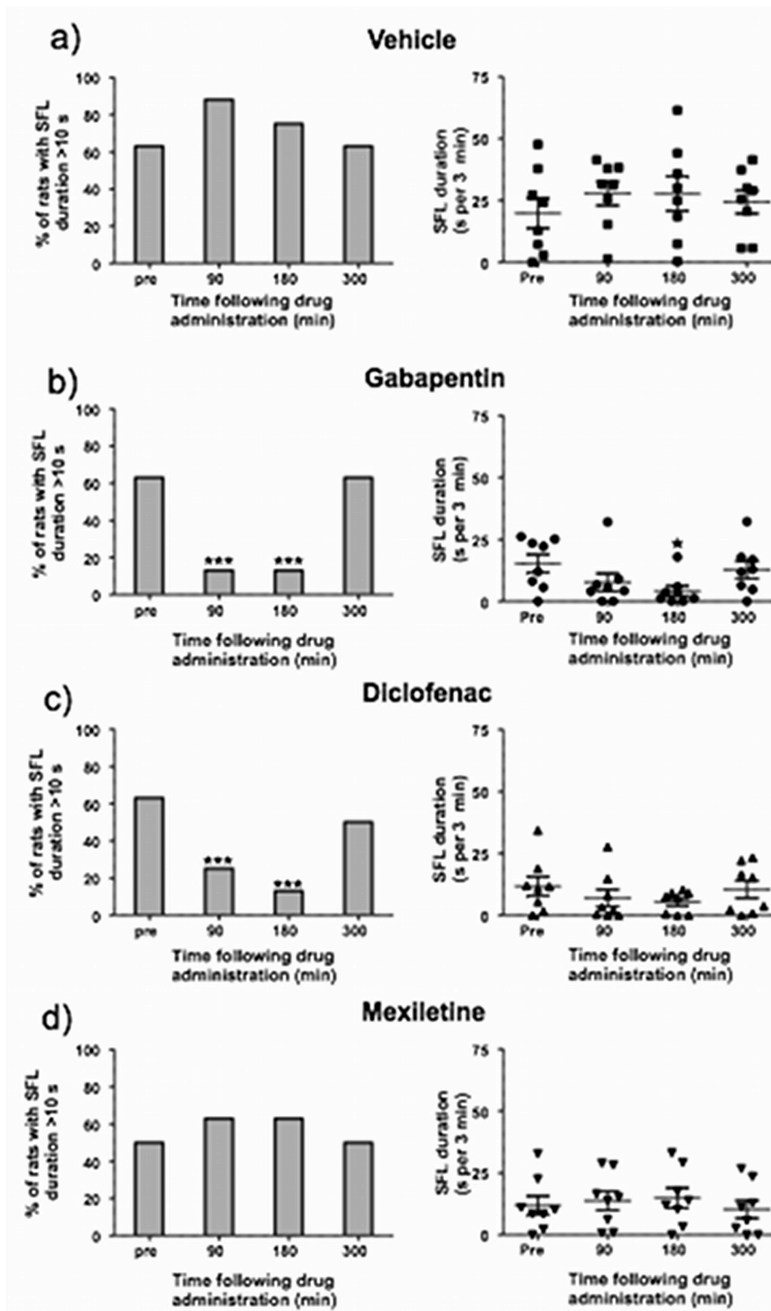 a)
Vehicle
% of rats with SFL
duration >10 s
100
80
60
40
20
0
pre 90 180 300
Time following drug
administration (min)
SFL duration
(s per 3 min)
75
50
25
0
Pre 90 180 300
Time following drug
administration (min)
b)
Gabapentin
% of rats with SFL
duration >10 s
100
80
60
40
20
0
*** ***
pre 90 180 300
Time following drug
administration (min)
SFL duration
(s per 3 min)
75
50
25
0
★
Pre 90 180 300
Time following drug
administration (min)
c)
Diclofenac
% of rats with SFL
duration >10 s
100
80
60
40
20
0
*** ***
pre 90 180 300
Time following drug
administration (min)
SFL duration
(s per 3 min)
75
50
25
0
Pre 90 180 300
Time following drug
administration (min)
d)
Mexiletine
% of rats with SFL
duration >10 s
100
80
60
40
20
0
pre 90 180 300
Time following drug
administration (min)
SFL duration
(s per 3 min)
75
50
25
0
Pre 90 180 300
Time following drug
administration (min)